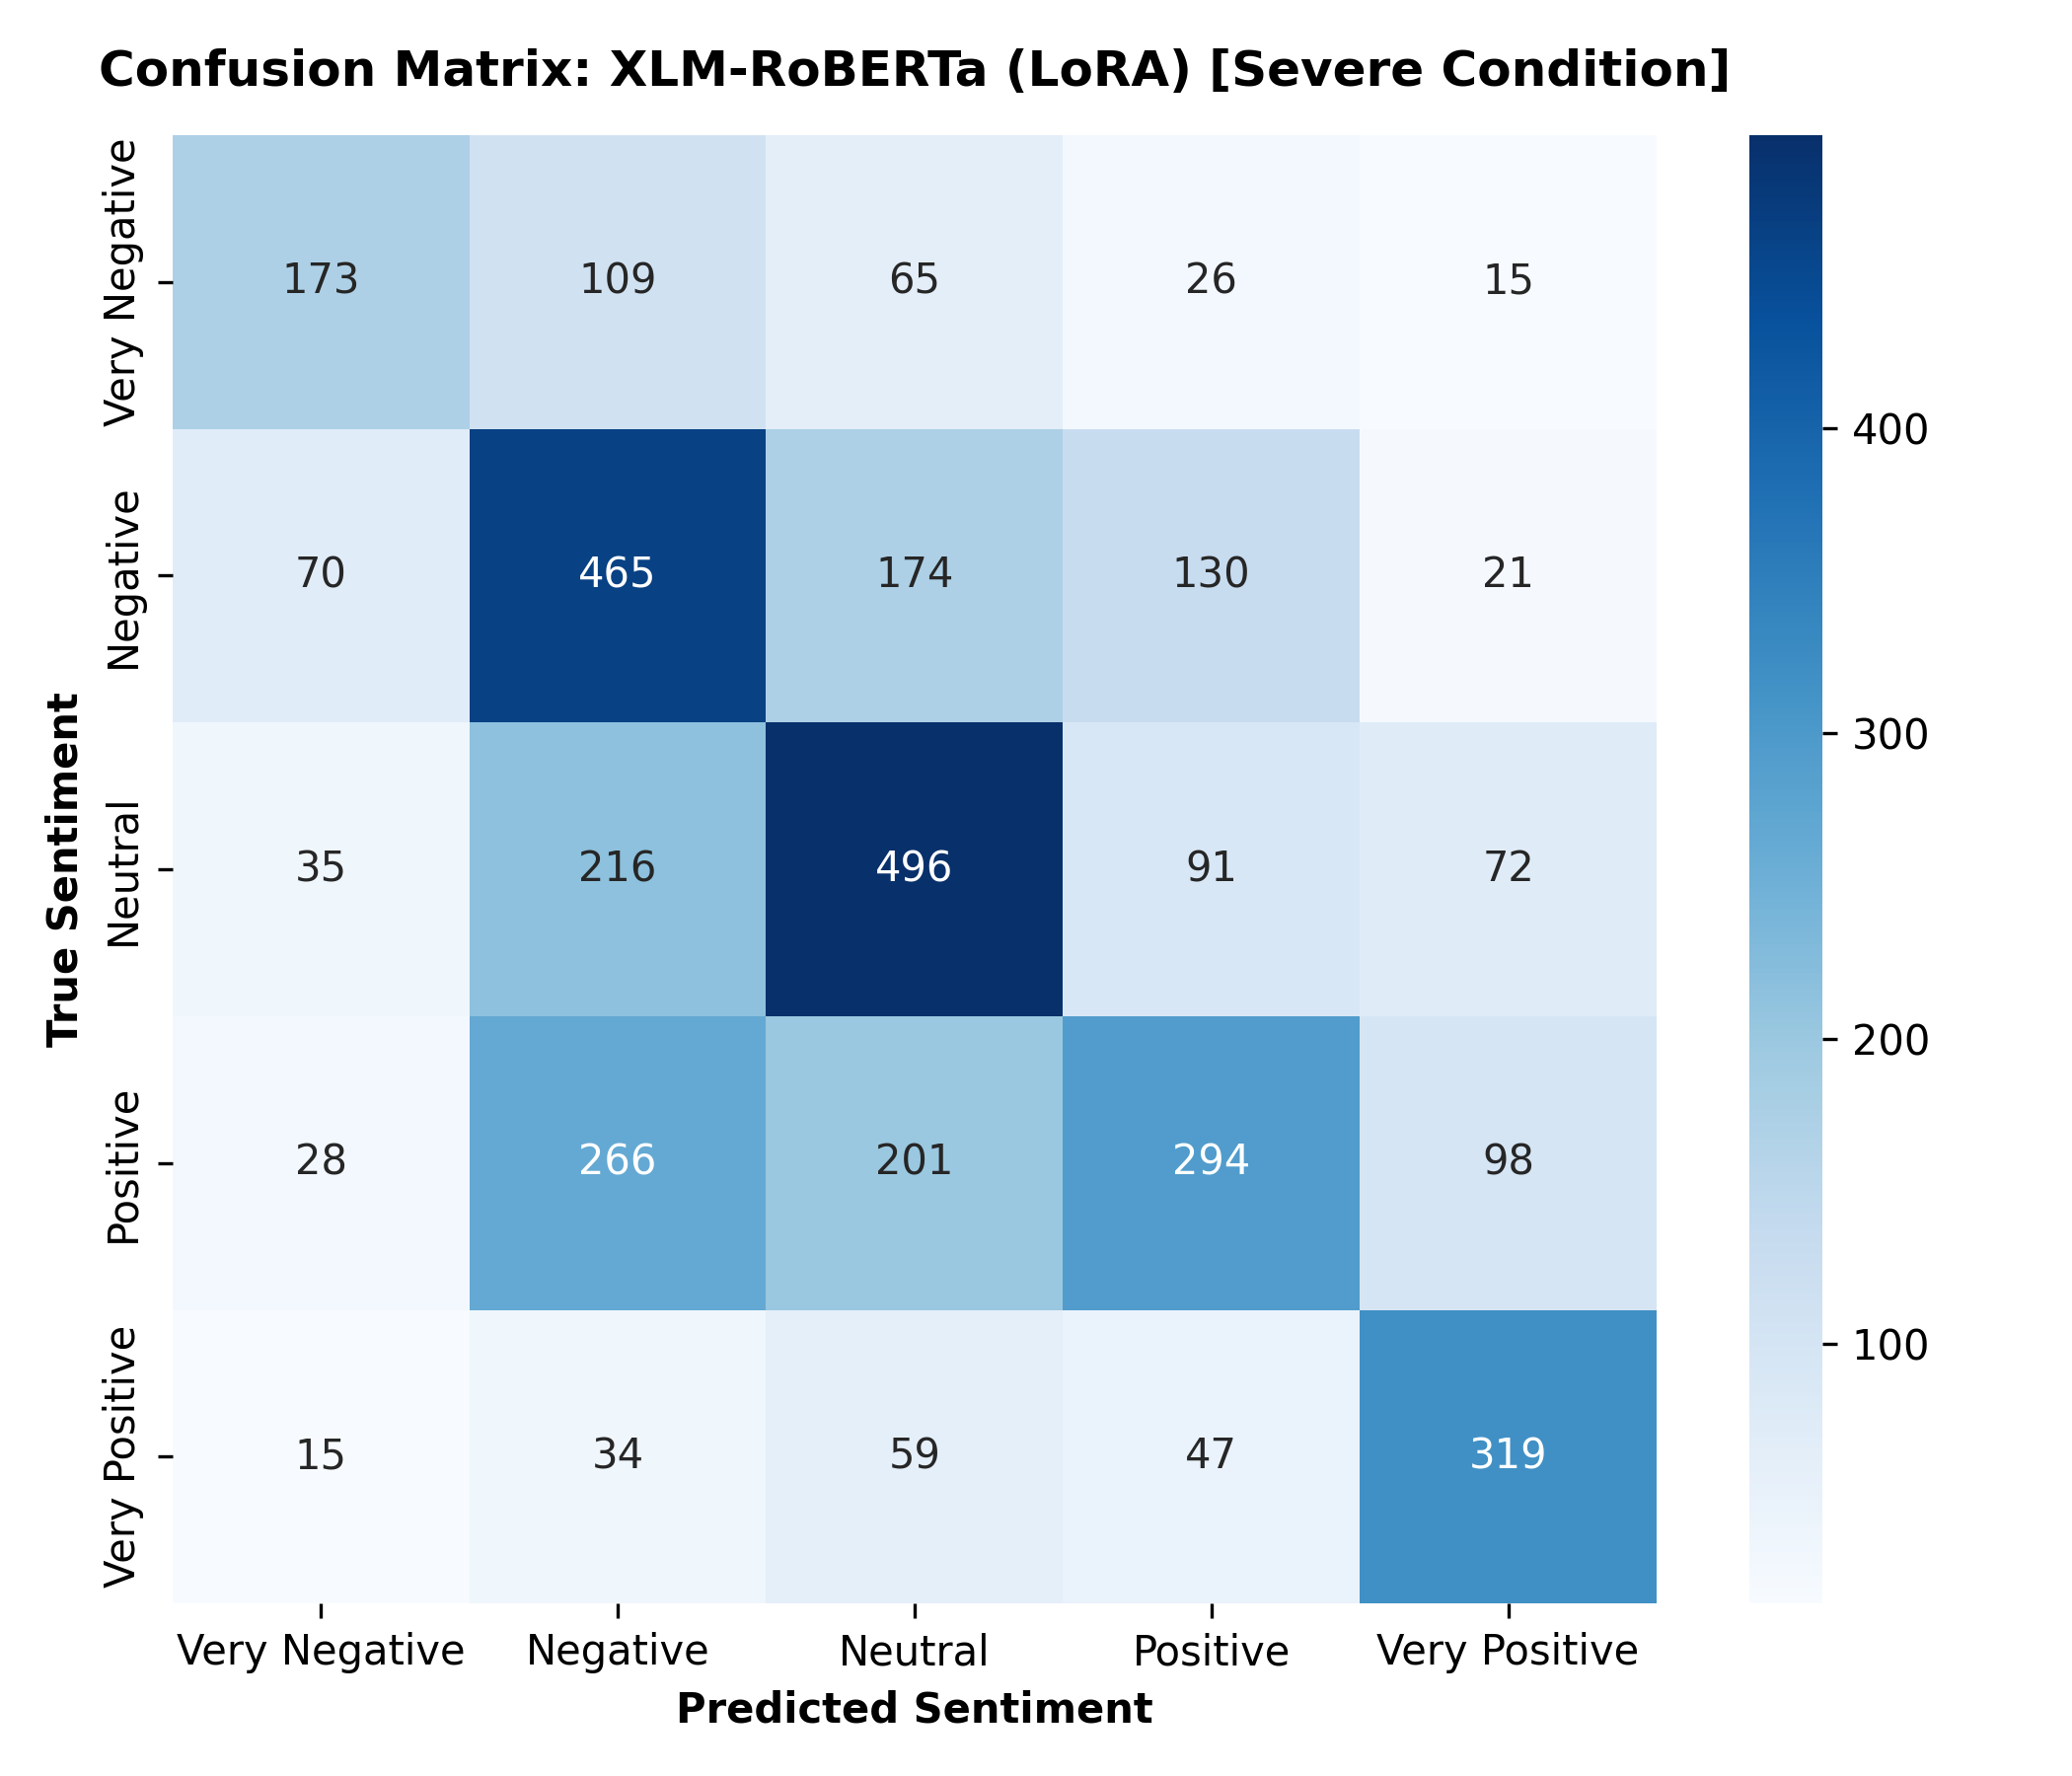 Confusion Matrix: XLM-RoBERTa (LoRA) [Severe Condition]
True Sentiment
Very Negative
173 109 65 26 15
Negative
70 465 174 130 21
Neutral
35 216 496 91 72
Positive
28 266 201 294 98
Very Positive
15 34 59 47 319
Very Negative Negative Neutral Positive Very Positive
Predicted Sentiment
400
300
200
100